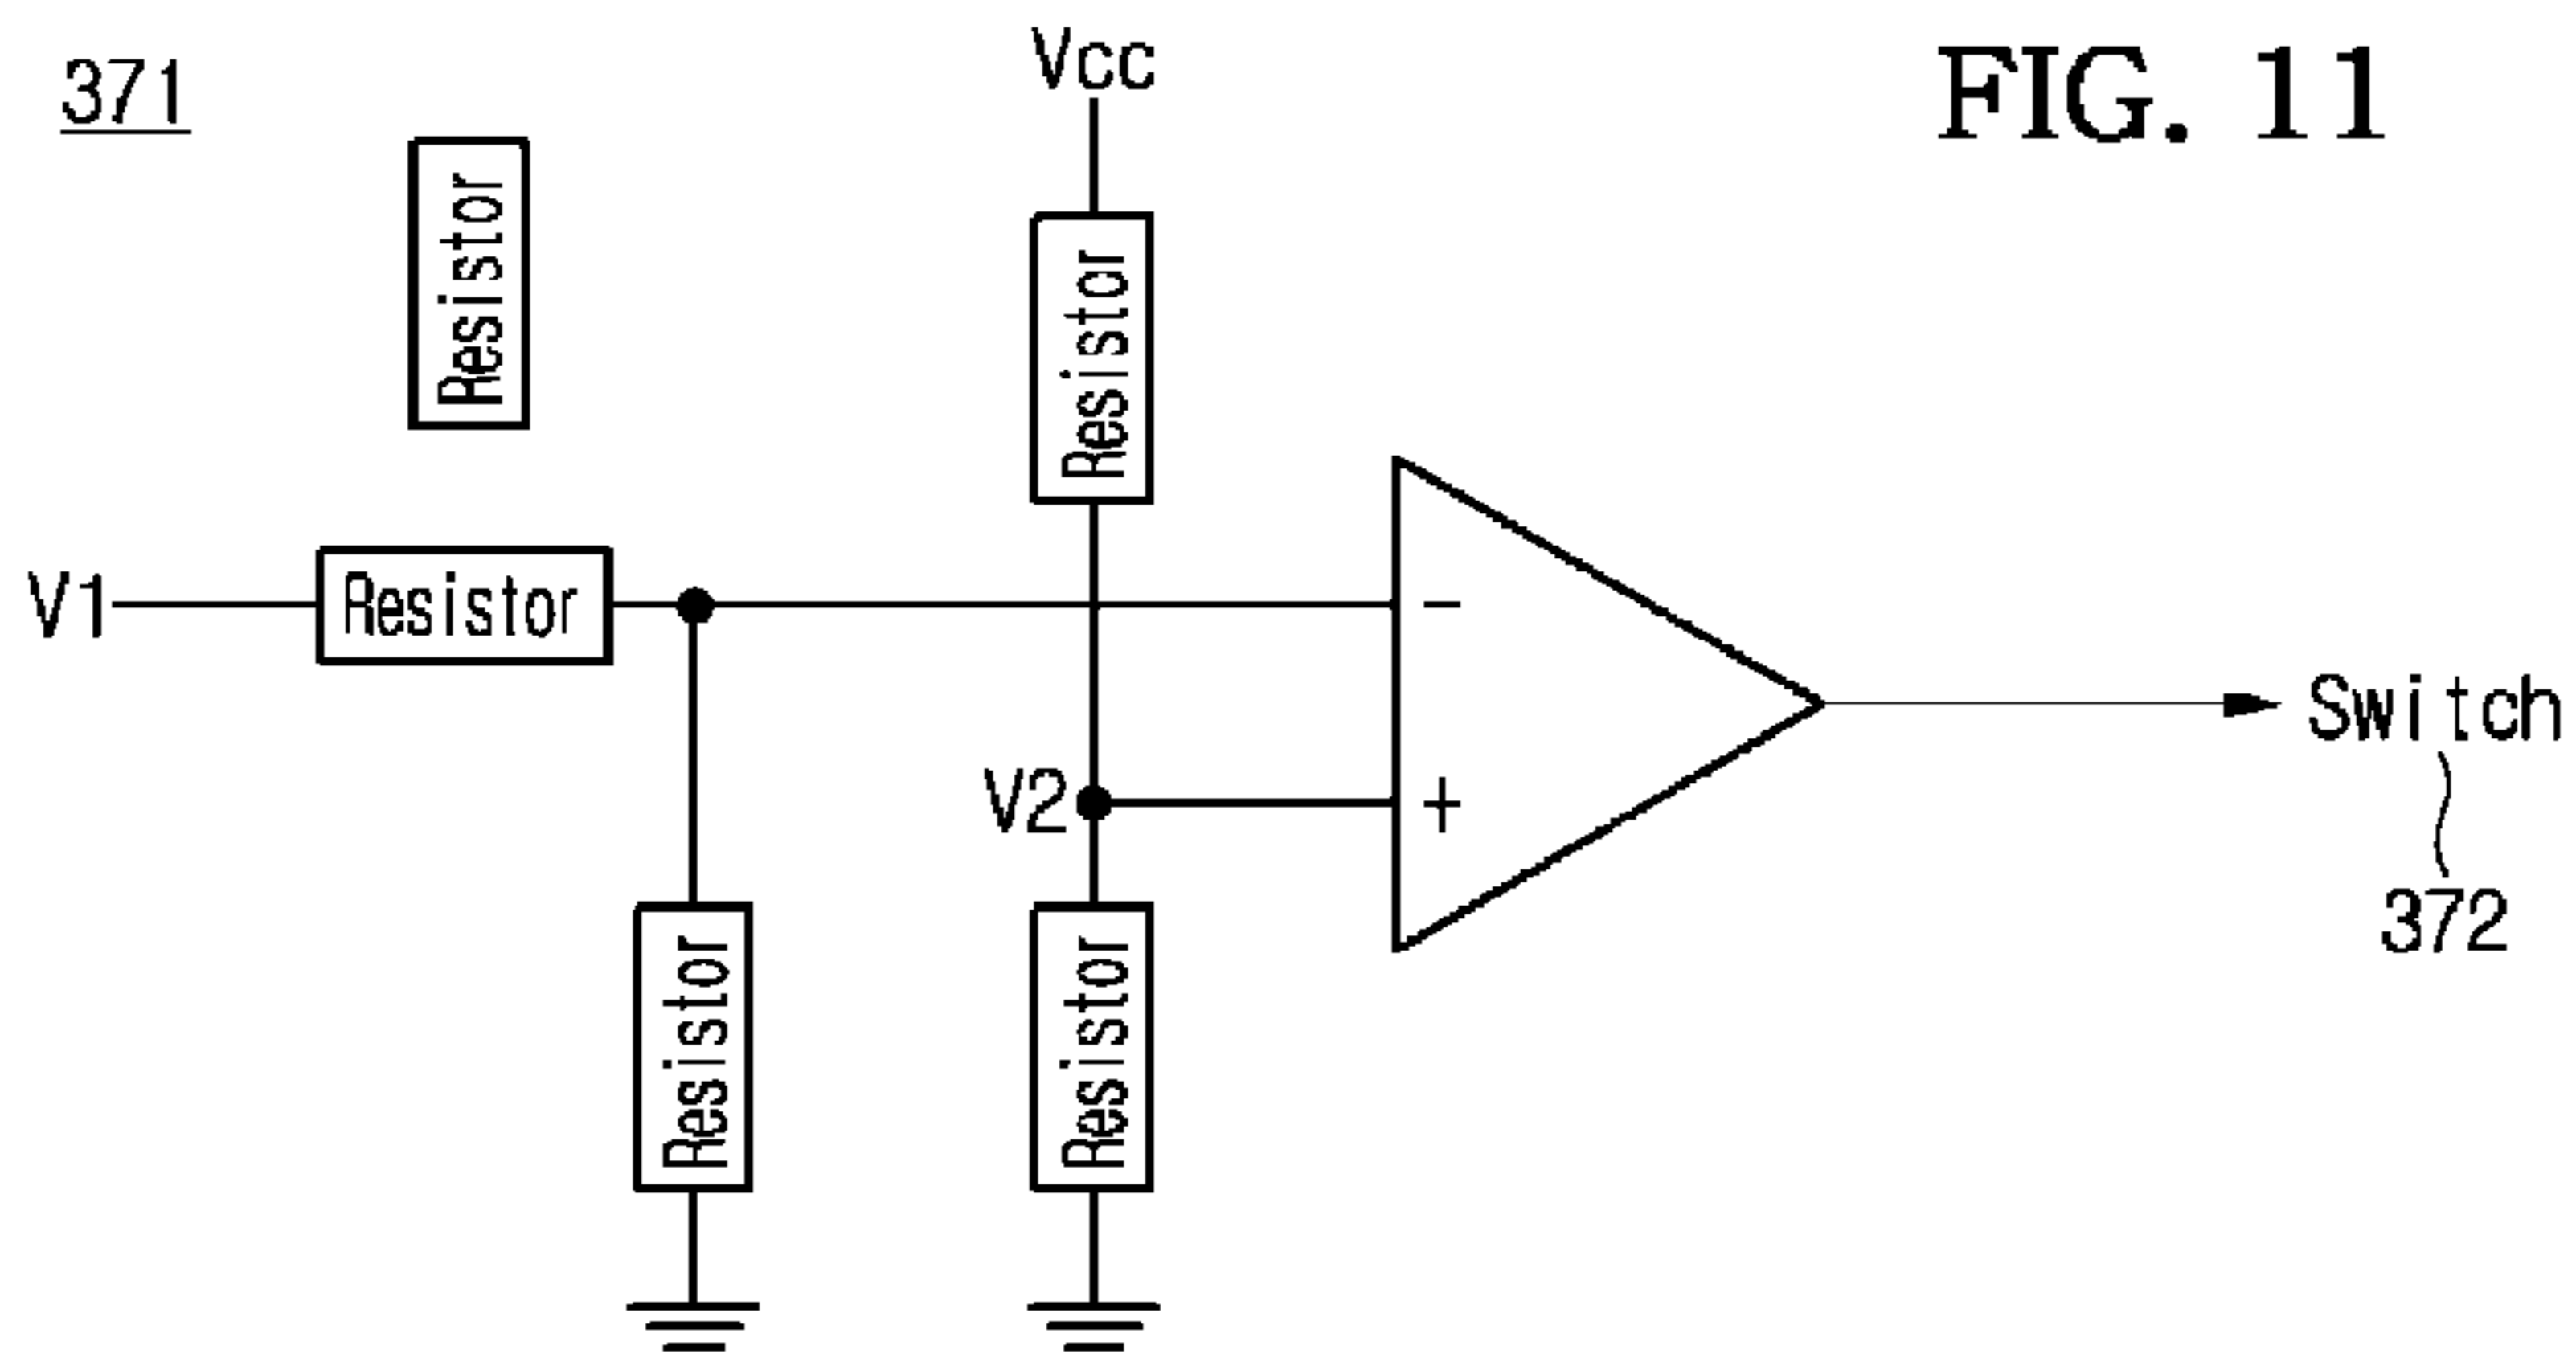 371
Vcc
FIG. 11
Resistor
Resistor
V1
Resistor
-
Switch
V2
+
372
Resistor
Resistor